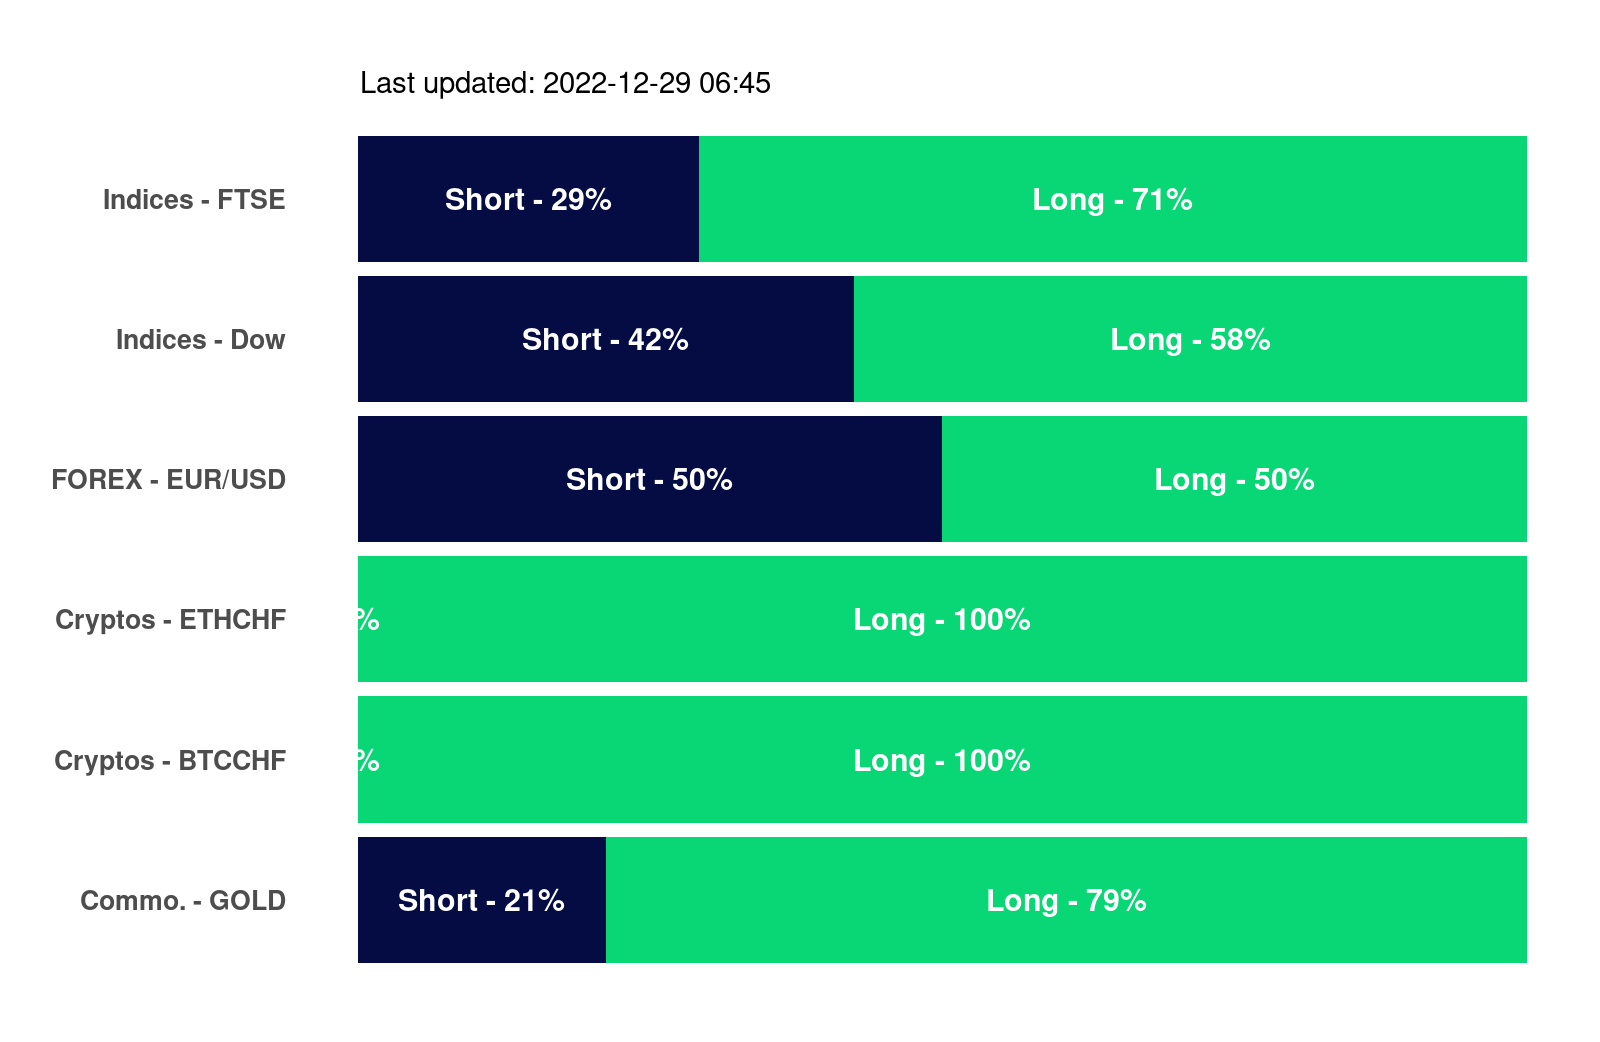 Last updated: 2022-12-29 06:45
Indices - FTSE Short - 29% Long - 71%
Indices - Dow Short - 42% Long - 58%
FOREX - EUR/USD Short - 50% Long - 50%
Cryptos - ETHCHF % Long - 100%
Cryptos - BTCCHF % Long - 100%
Commo. - GOLD Short - 21% Long - 79%